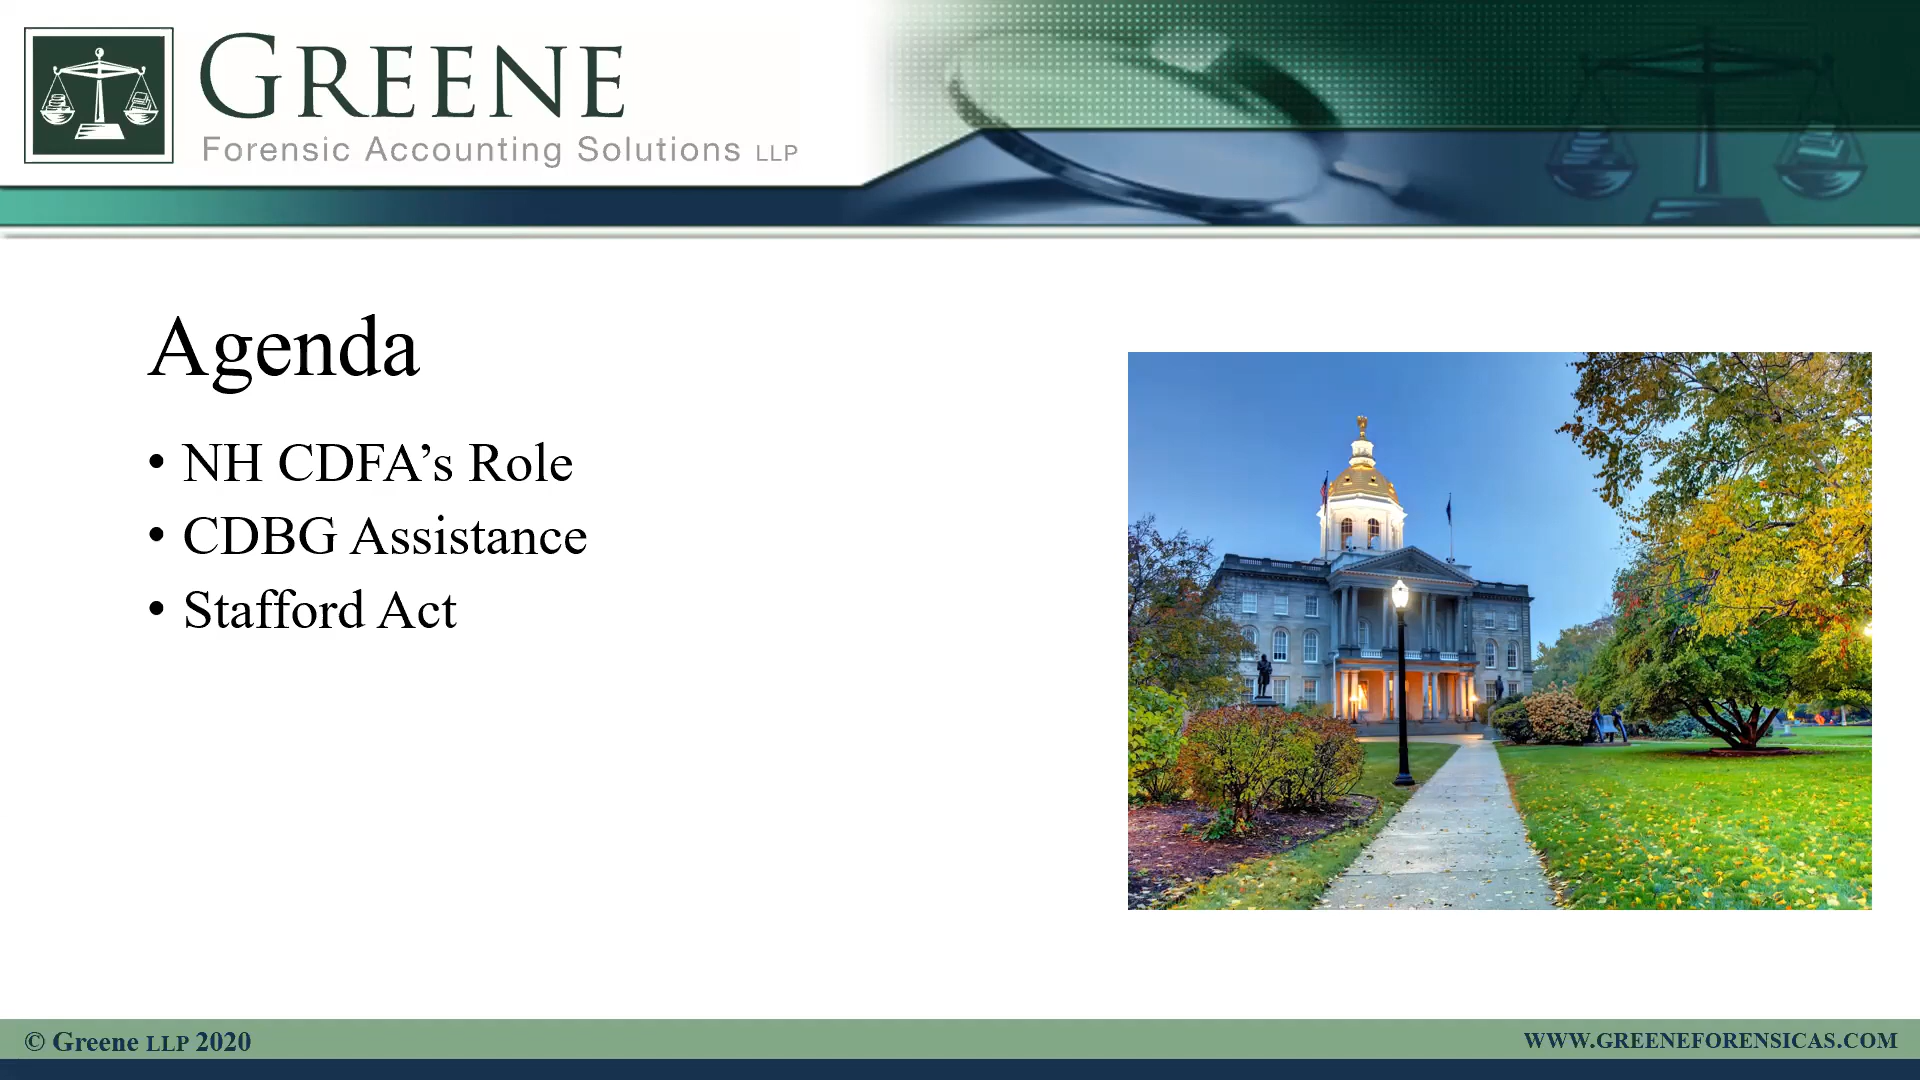 GREENE
Forensic Accounting Solutions LLP
Agenda
• NH CDFA’s Role
• CDBG Assistance
• Stafford Act
© Greene LLP 2020
WWW.GREENEFORENSICAS.COM